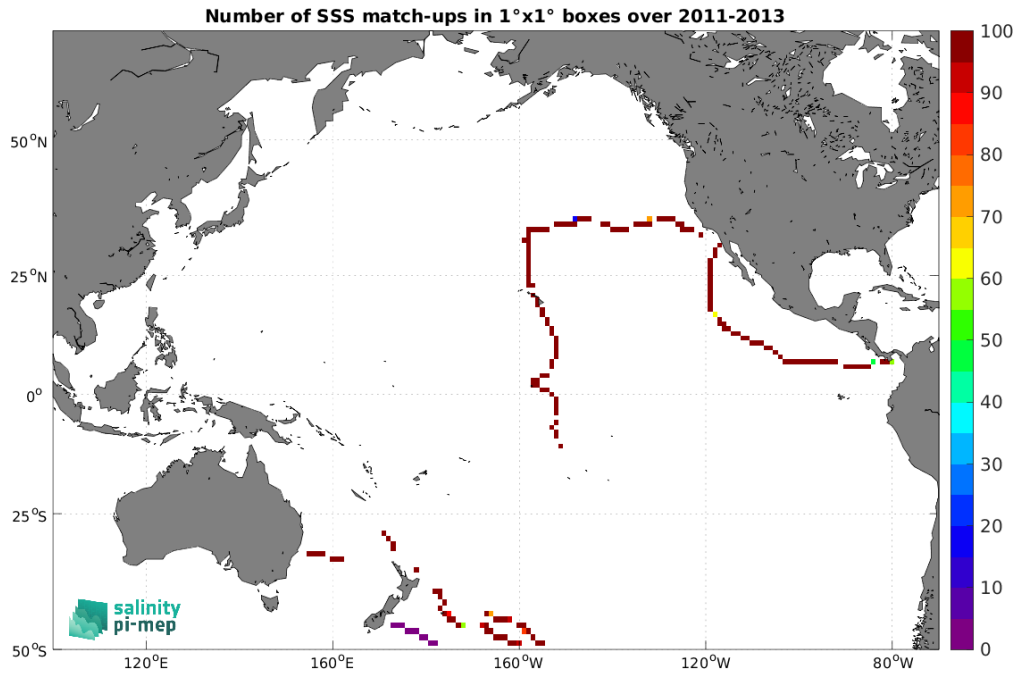 Number of SSS match-ups in 1°x1° boxes over 2011-2013
100
90
80
70
60
50
40
30
20
10
0
50°N
25°N
0°
25°S
50°S
120°E
160°E
160°W
120°W
80°W
salinity
pi-mep